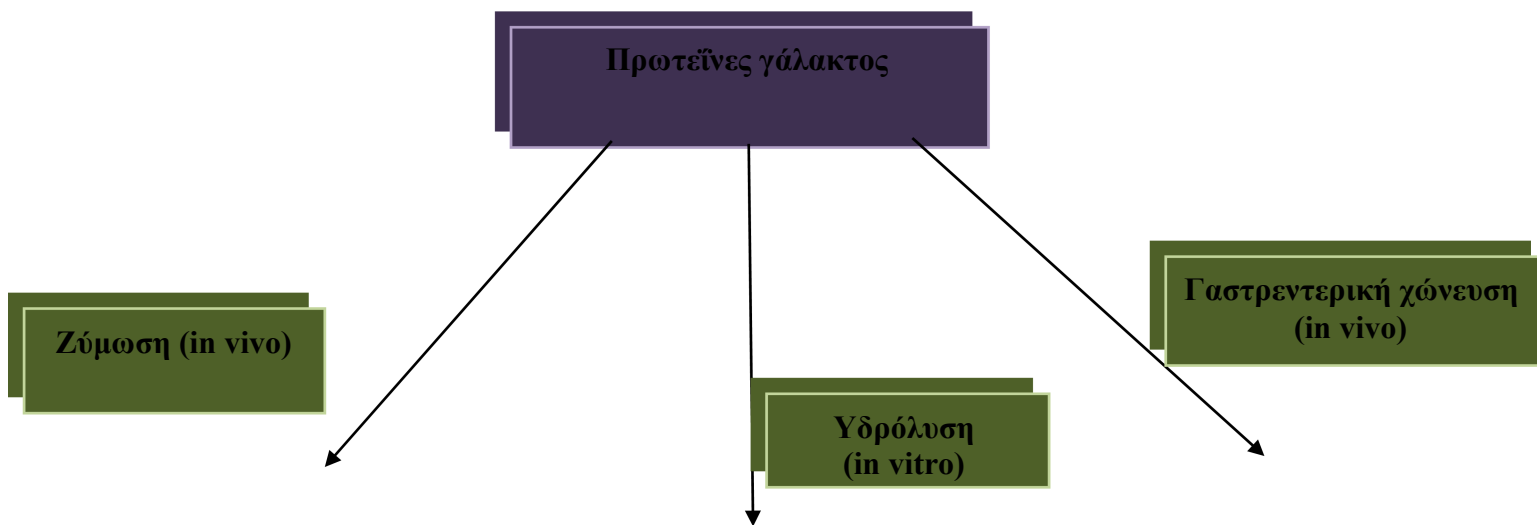 Πρωτεΐνες γάλακτος
Ζύμωση (in vivo)
Υδρόλυση
(in vitro)
Γαστρεντερική χώνευση
(in vivo)